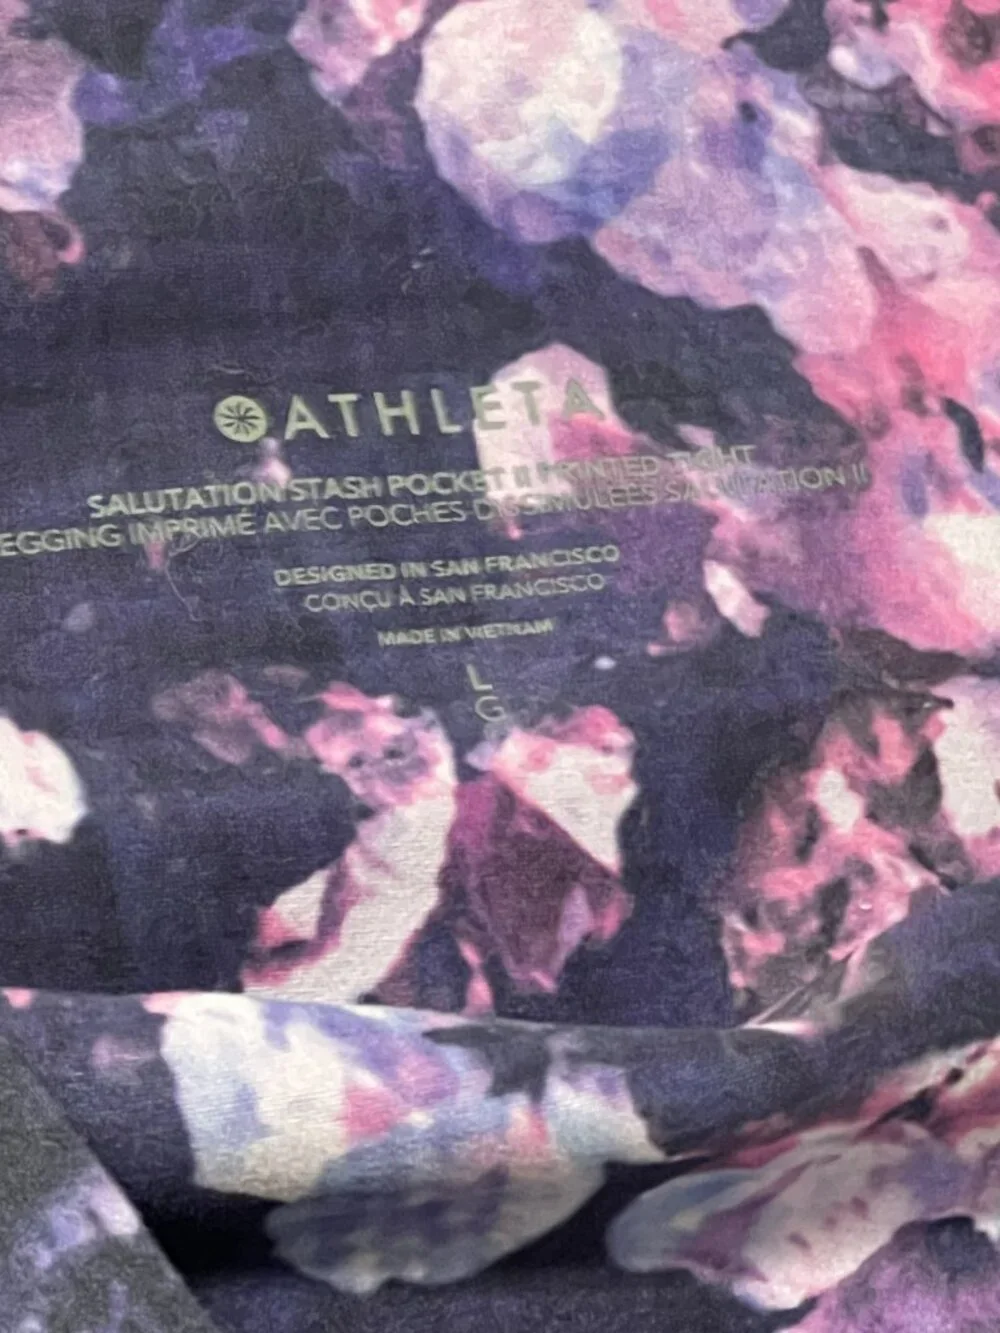 ATHLETA
SALUTATION STASH POCKET II PRINTED TIGHT
EGGING IMPRIMÉ AVEC POCHES DISSIMULÉES SALUTATION II
DESIGNED IN SAN FRANCISCO
CONÇU À SAN FRANCISCO
MADE IN VIETNAM
L
G